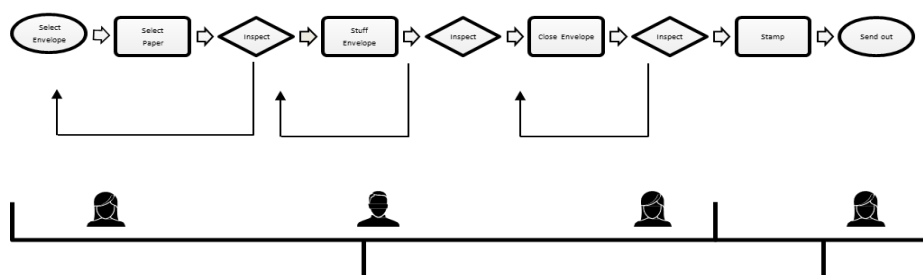 Select
Envelope
Select
Paper
Inspect
Stuff
Envelope
Inspect
Close Envelope
Inspect
Stamp
Send out